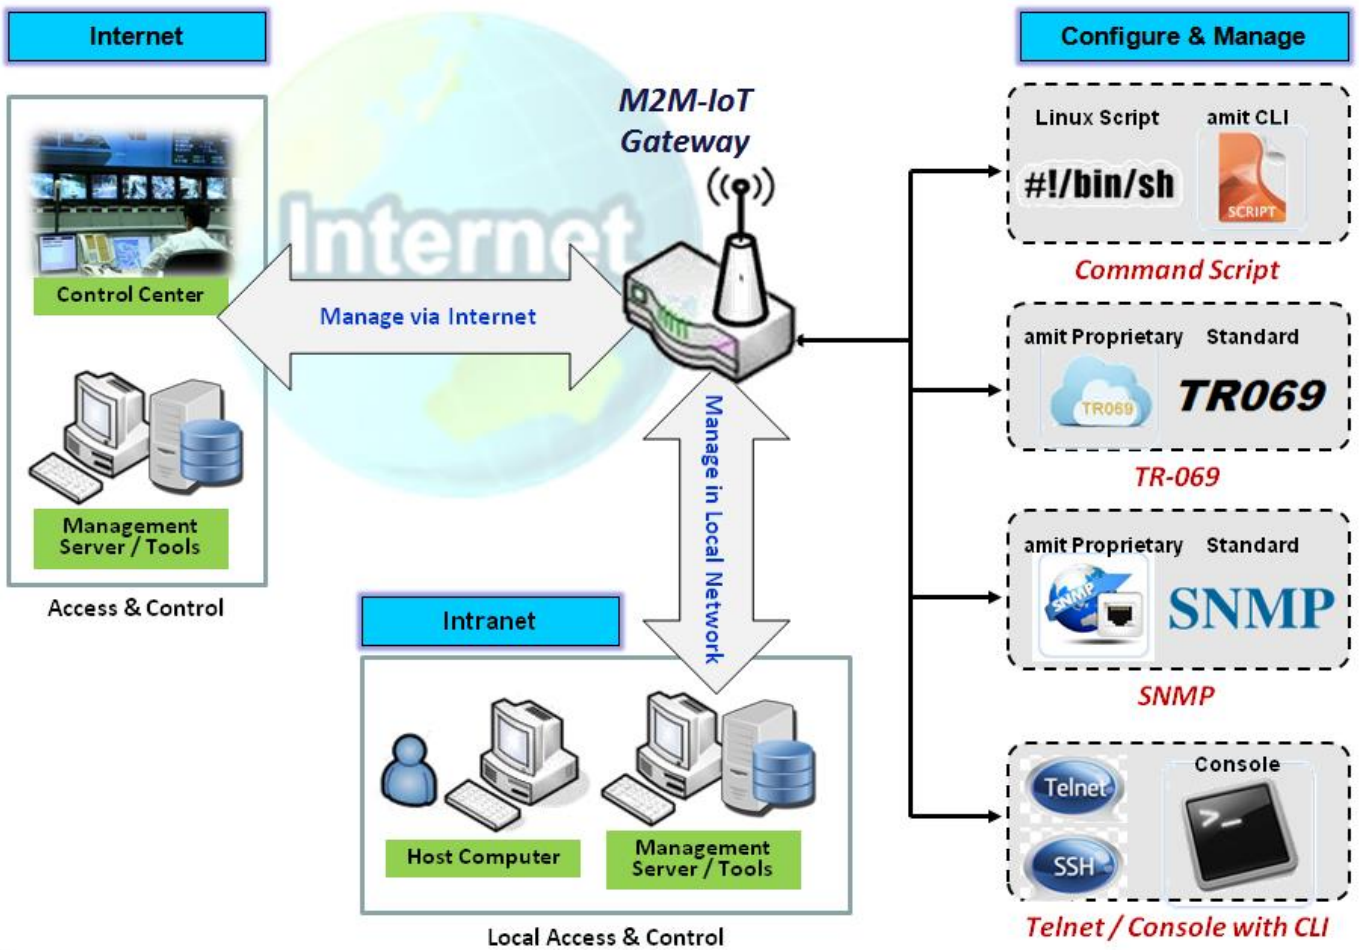 Internet
Configure & Manage
M2M-IoT
Gateway
Internet
Control Center
Manage via Internet
Management
Server / Tools
Access & Control
Manage in Local Network
Intranet
Host Computer
Management
Server / Tools
Local Access & Control
Linux Script amit CLI
#!/bin/sh
SCRIPT
Command Script
amit Proprietary Standard
TR069
TR069
TR-069
amit Proprietary Standard
SNMP
SNMP
SNMP
Telnet
Console
>_
SSH
Telnet / Console with CLI